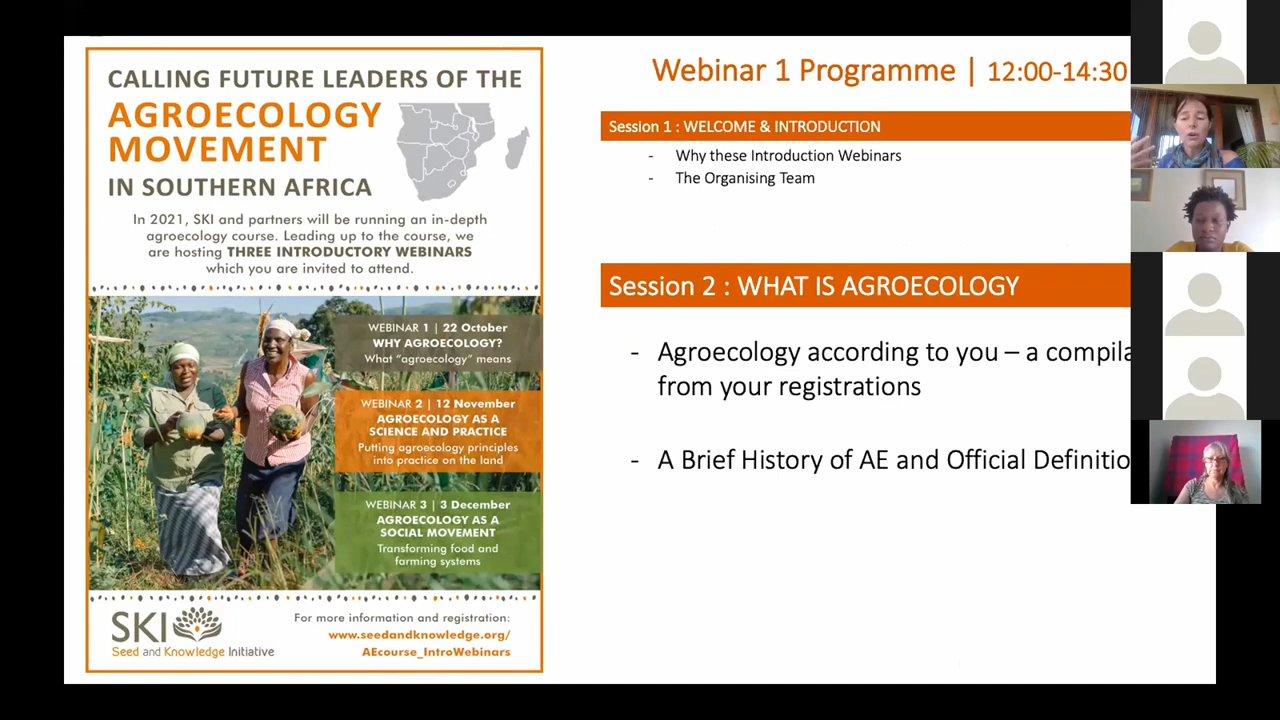 CALLING FUTURE LEADERS OF THE
AGROECOLOGY
MOVEMENT
IN SOUTHERN AFRICA
In 2021, SKI and partners will be running an in-depth
agroecology course. Leading up to the course, we
are hosting THREE INTRODUCTORY WEBINARS
which you are invited to attend.
WEBINAR 1 | 22 October
WHY AGROECOLOGY?
What “agroecology” means
WEBINAR 2 | 12 November
AGROECOLOGY AS A
SCIENCE AND PRACTICE
Putting agroecology principles
into practice on the land
WEBINAR 3 | 3 December
AGROECOLOGY AS A
SOCIAL MOVEMENT
Transforming food and
farming systems
SKI
Seed and Knowledge Initiative
For more information and registration:
www.seedandknowledge.org/
AEcourse_IntroWebinars
Webinar 1 Programme | 12:00-14:30
Session 1 : WELCOME & INTRODUCTION
- Why these Introduction Webinars
- The Organising Team
Session 2 : WHAT IS AGROECOLOGY
- Agroecology according to you – a compila
from your registrations
- A Brief History of AE and Official Definitio